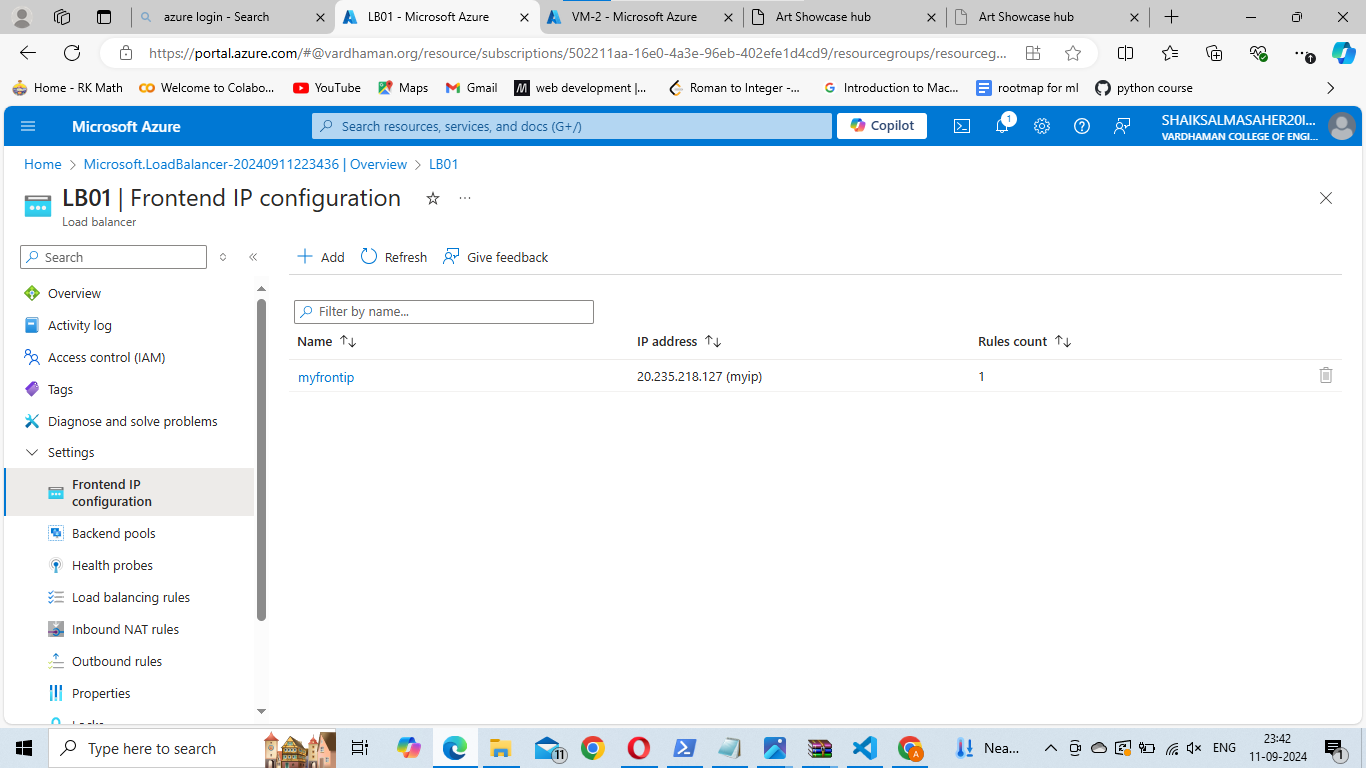 azure login - Search
LB01 - Microsoft Azure
VM-2 - Microsoft Azure
Art Showcase hub
Art Showcase hub
https://portal.azure.com/#@vardhaman.org/resource/subscriptions/502211aa-16e0-4a3e-96eb-402efe1d4cd9/resourcegroups/resourceg...
Home - RK Math
Welcome to Colabo...
YouTube
Maps
Gmail
web development |...
Roman to Integer -...
Introduction to Mac...
rootmap for ml
python course
Microsoft Azure
Search resources, services, and docs (G+/)
Copilot
1
SHAIKSALMASAHER20I...
VARDHAMAN COLLEGE OF ENGI...
Home > Microsoft.LoadBalancer-20240911223436 | Overview > LB01
LB01 | Frontend IP configuration
Load balancer
Search
Add
Refresh
Give feedback
Overview
Activity log
Access control (IAM)
Tags
Diagnose and solve problems
Settings
Frontend IP
configuration
Backend pools
Health probes
Load balancing rules
Inbound NAT rules
Outbound rules
Properties
Locks
Filter by name...
Name IP address Rules count
myfrontip 20.235.218.127 (myip) 1
Type here to search
11
Nea...
ENG
23:42
11-09-2024
1